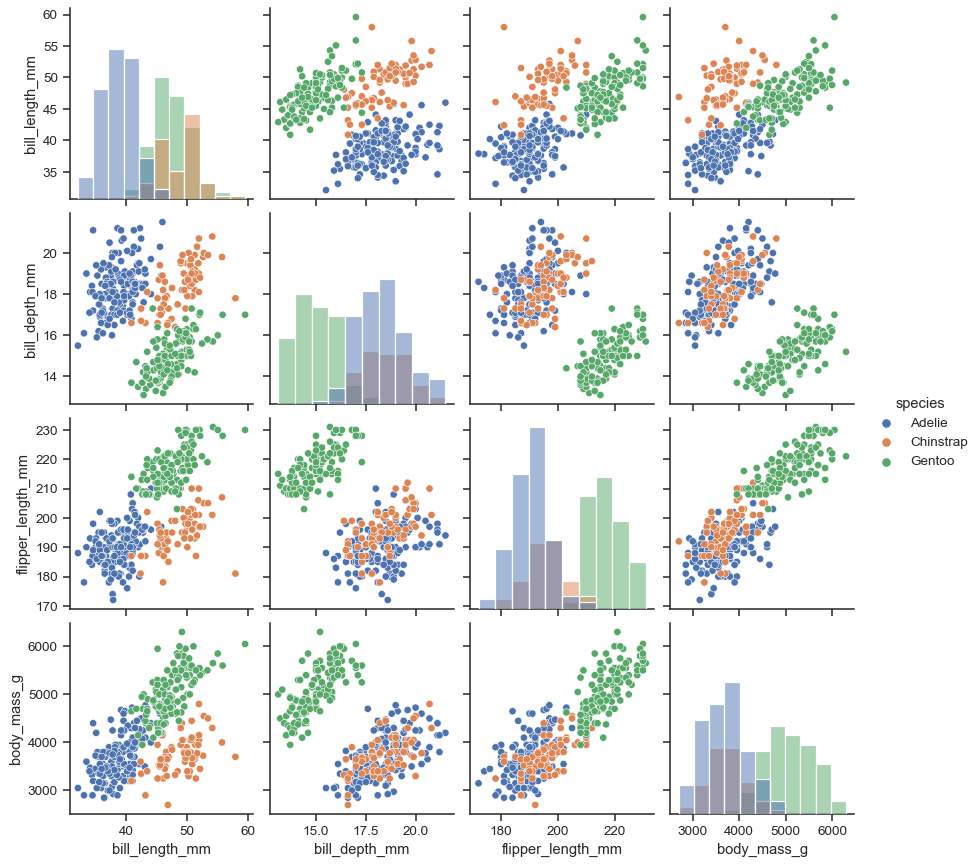 bill_length_mm
60
55
50
45
40
35
bill_depth_mm
20
18
16
14
species
Adelie
Chinstrap
Gentoo
flipper_length_mm
230
220
210
200
190
180
170
body_mass_g
6000
5000
4000
3000
40 50 60
15.0 17.5 20.0
180 200 220
3000 4000 5000 6000
bill_length_mm
bill_depth_mm
flipper_length_mm
body_mass_g